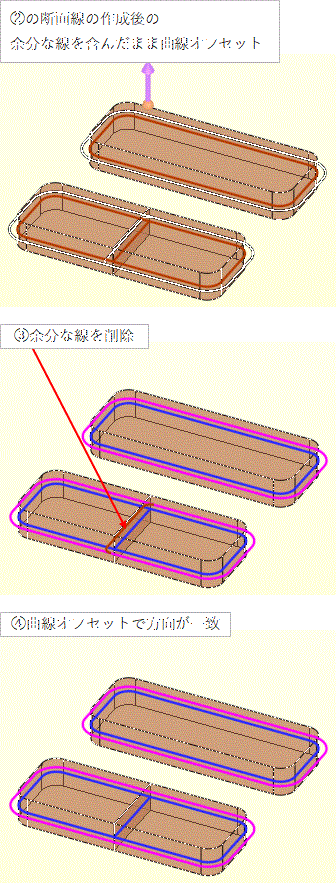 ②の断面線の作成後の
余分な線を含んだまま曲線オフセット
③余分な線を削除
④曲線オフセットで方向が一致